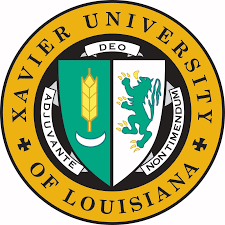 XAVIER UNIVERSITY
OF LOUISIANA
DEO
ADJUVANTE
NON TIMENDUM